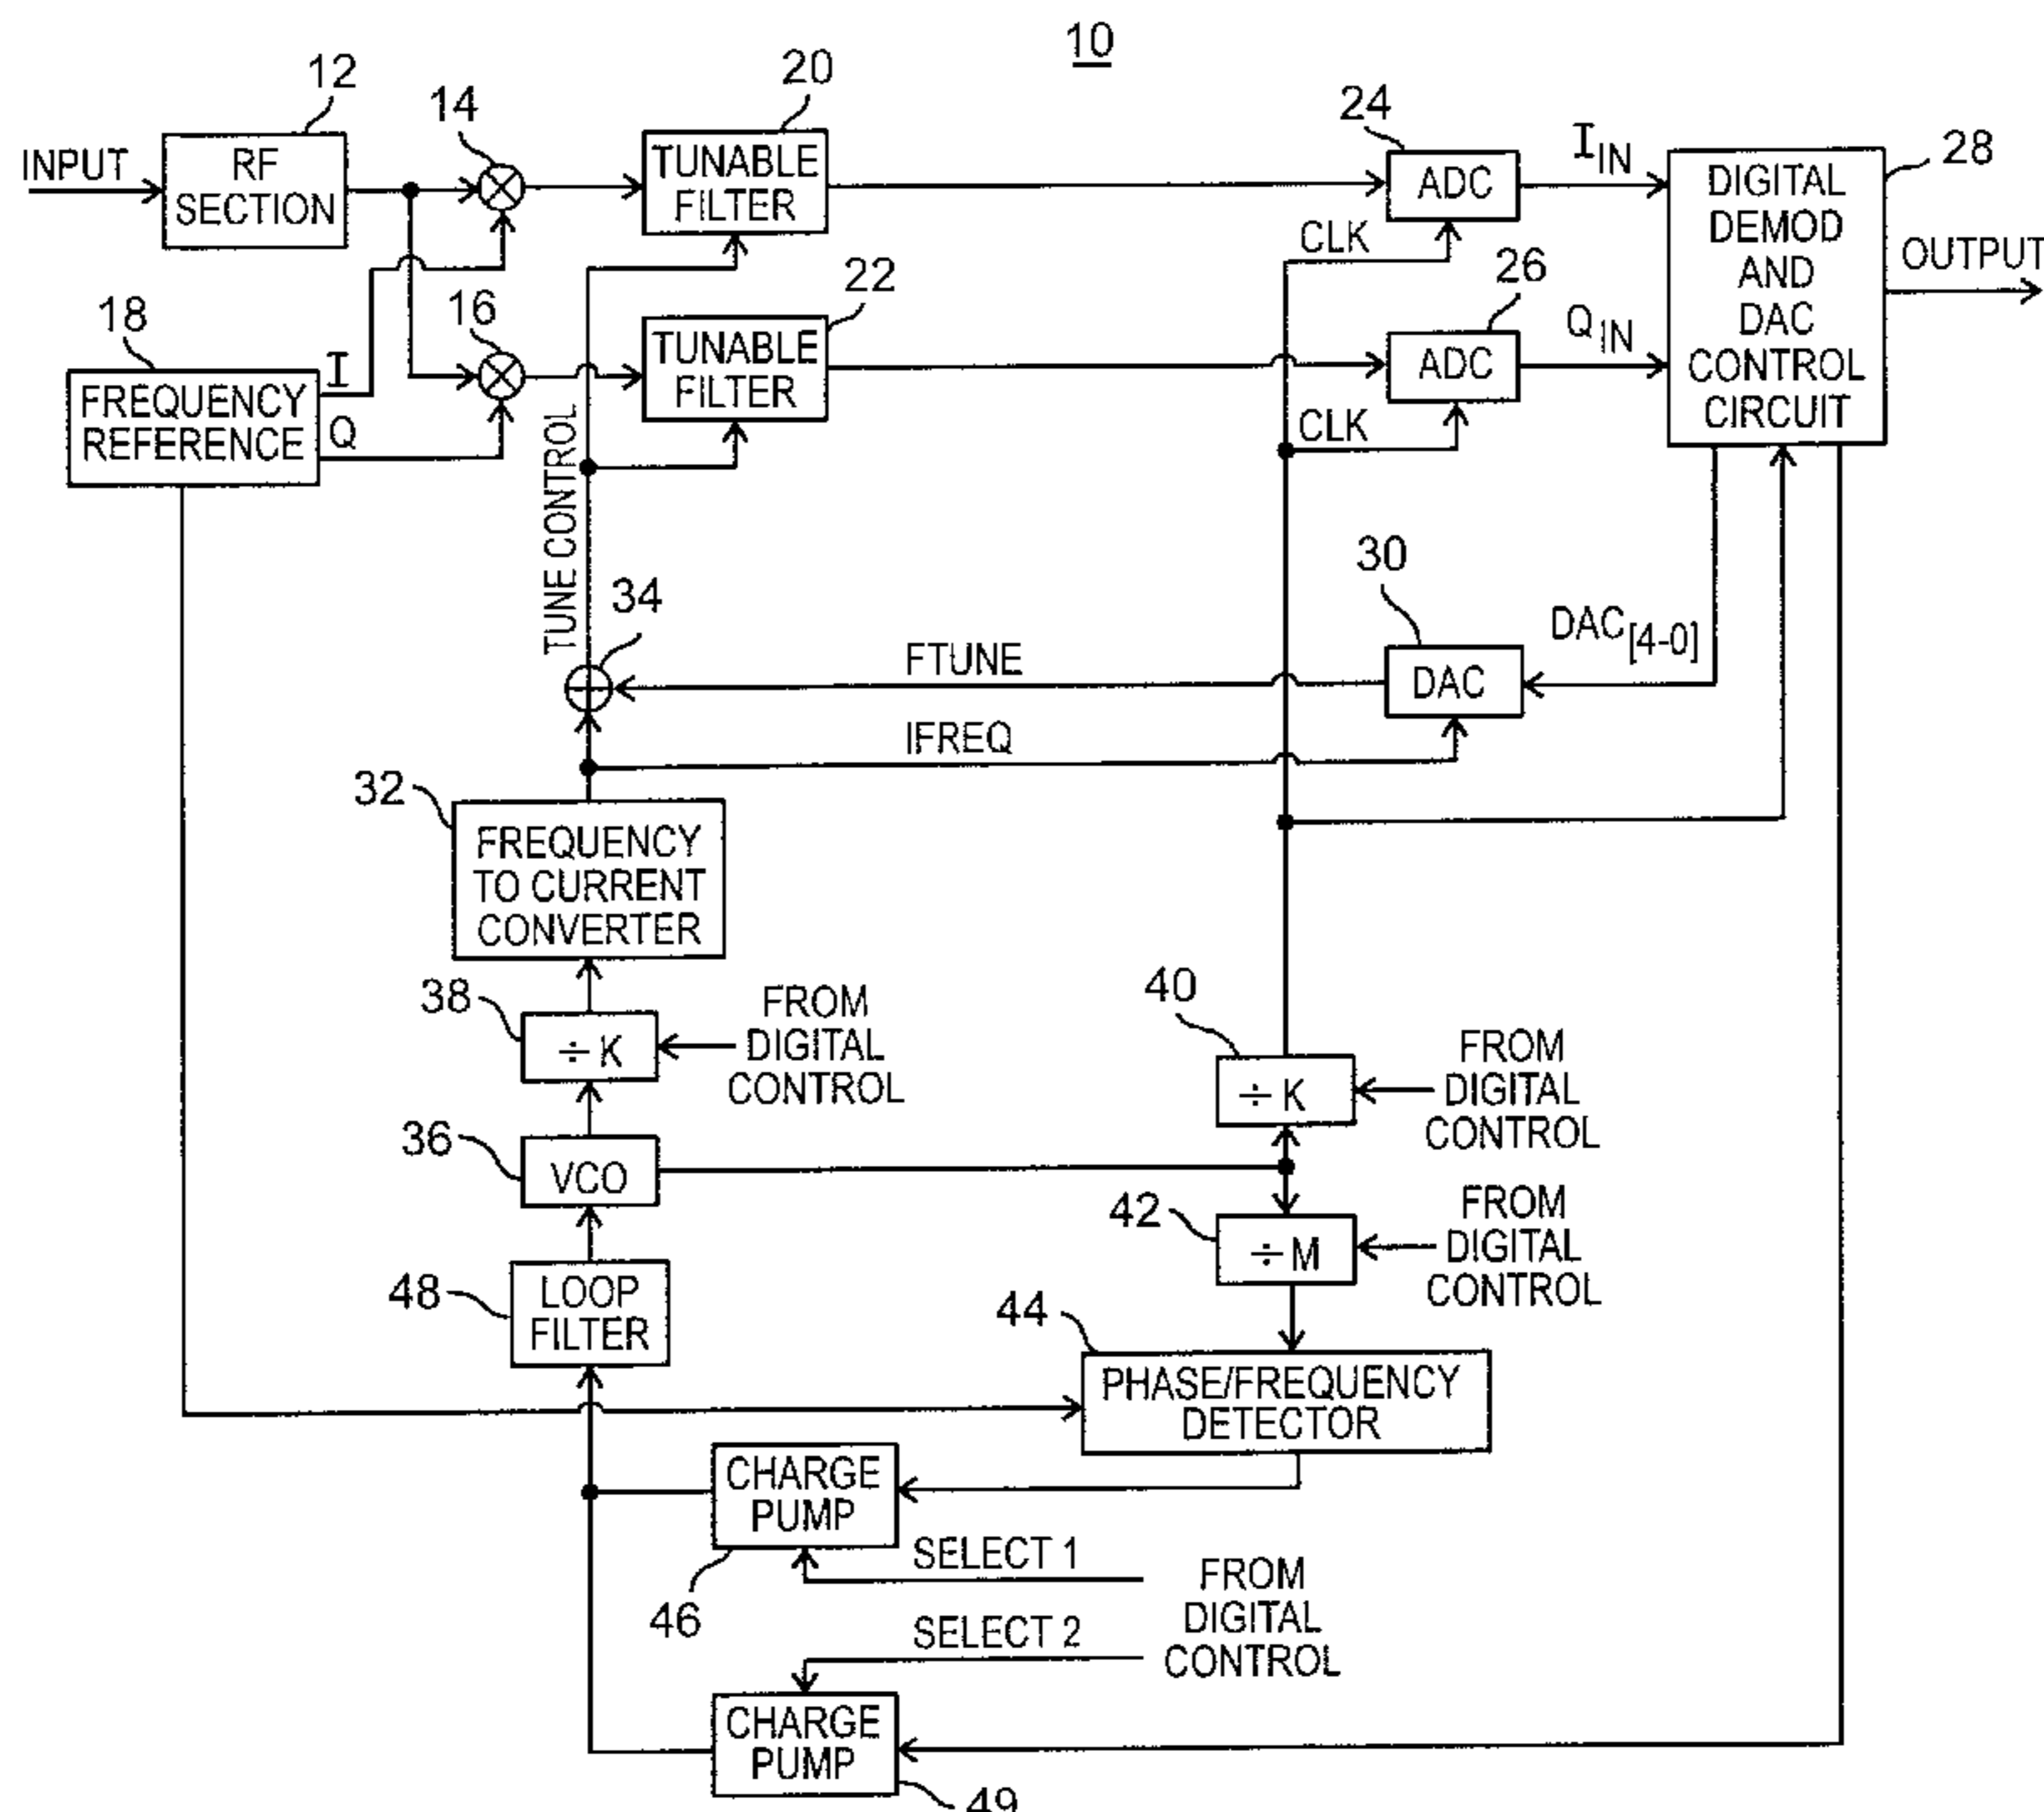 10
12
14
20
24
28
INPUT
RF
SECTION
TUNABLE
FILTER
ADC
I IN
DIGITAL
DEMOD
AND
DAC
CONTROL
CIRCUIT
OUTPUT
CLK
18
16
22
26
FREQUENCY
REFERENCE
I
Q
TUNABLE
FILTER
ADC
Q IN
CLK
TUNE CONTROL
34
30
FTUNE
DAC
DAC[4-0]
IFREQ
32
FREQUENCY
TO CURRENT
CONVERTER
38
÷ K
FROM
DIGITAL
CONTROL
40
÷ K
FROM
DIGITAL
CONTROL
36
VCO
42
÷ M
FROM
DIGITAL
CONTROL
48
LOOP
FILTER
44
PHASE/FREQUENCY
DETECTOR
CHARGE
PUMP
46
SELECT 1
SELECT 2
FROM
DIGITAL
CONTROL
CHARGE
PUMP
49